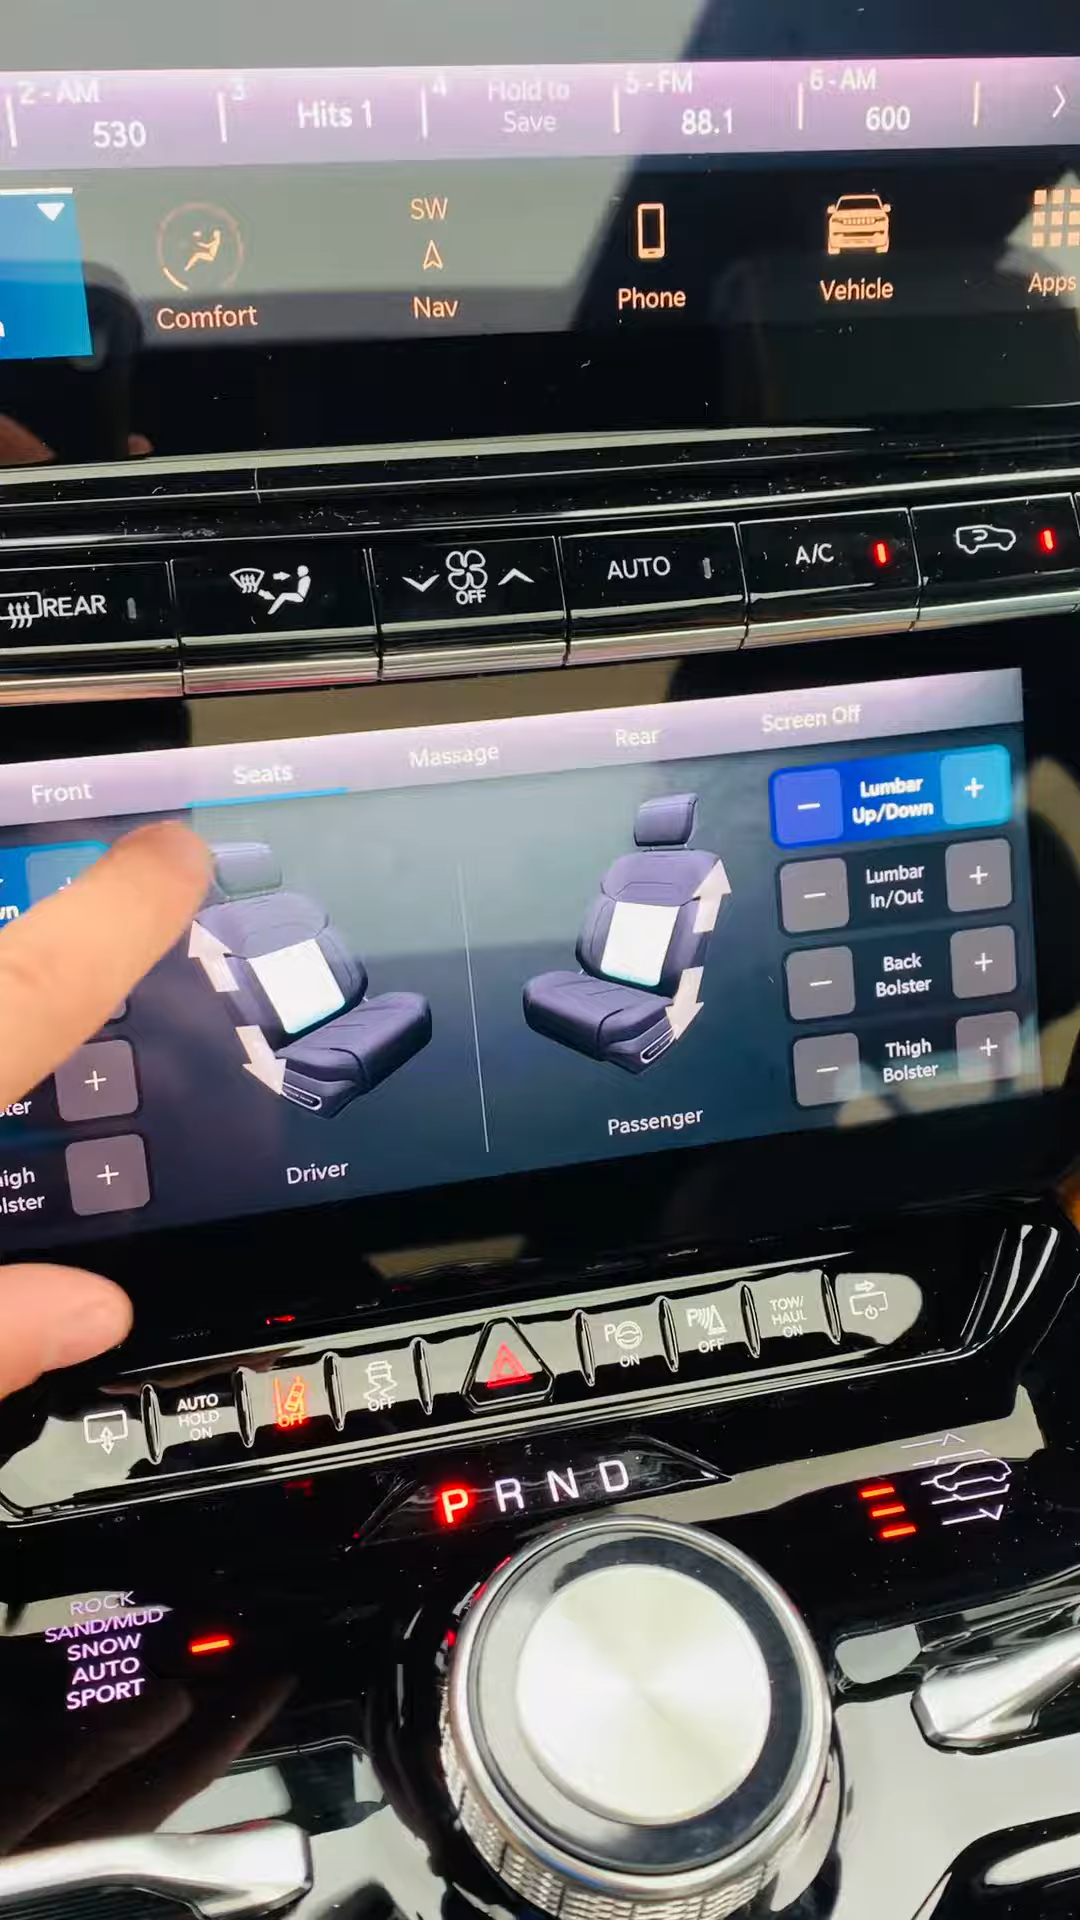 2-AM
530
3
Hits 1
4
Hold to
Save
5-FM
88.1
6-AM
600
Comfort
SW
Nav
Phone
Vehicle
Apps
REAR
OFF
AUTO
A/C
Front
Seats
Massage
Rear
Screen Off
Lumbar
Up/Down
Lumbar
In/Out
Back
Bolster
Thigh
Bolster
Driver
Passenger
AUTO
HOLD
ON
OFF
OFF
P
ON
P
OFF
TOW/
HAUL
ON
P R N D
ROCK
SAND/MUD
SNOW
AUTO
SPORT